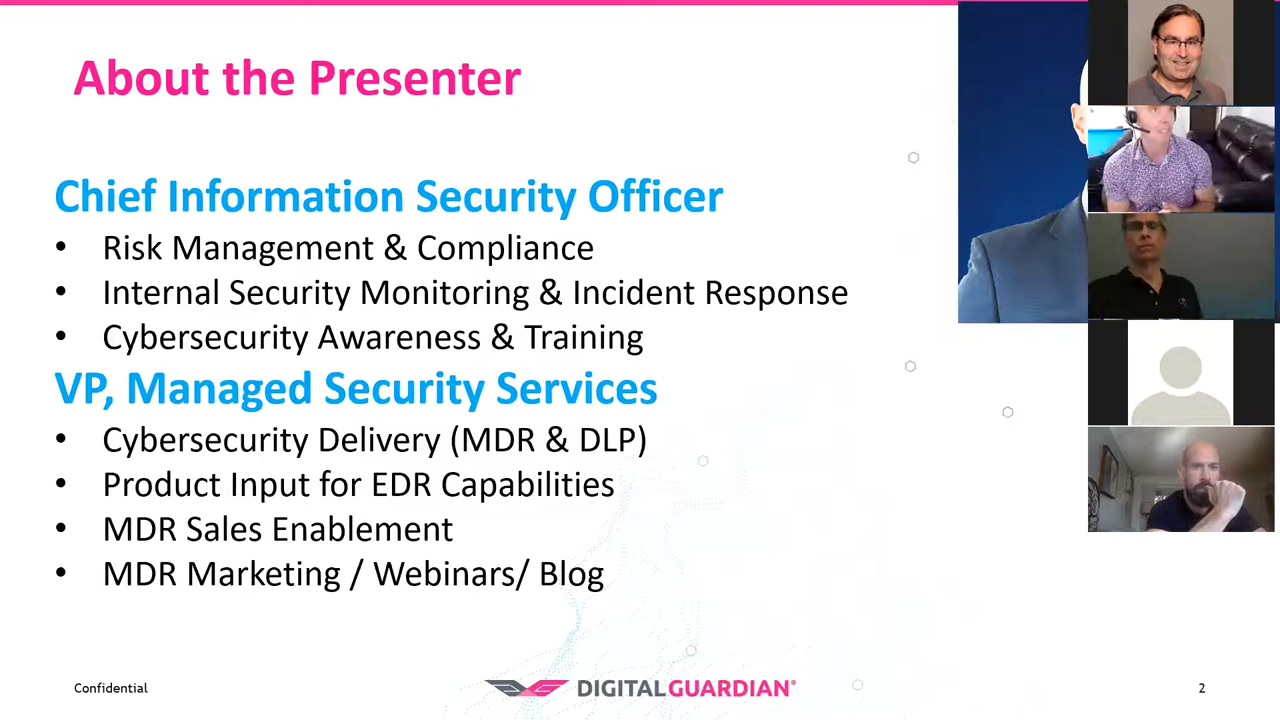 About the Presenter
Chief Information Security Officer
• Risk Management & Compliance
• Internal Security Monitoring & Incident Response
• Cybersecurity Awareness & Training
VP, Managed Security Services
• Cybersecurity Delivery (MDR & DLP)
• Product Input for EDR Capabilities
• MDR Sales Enablement
• MDR Marketing / Webinars/ Blog
Confidential
DIGITALGUARDIAN®
2